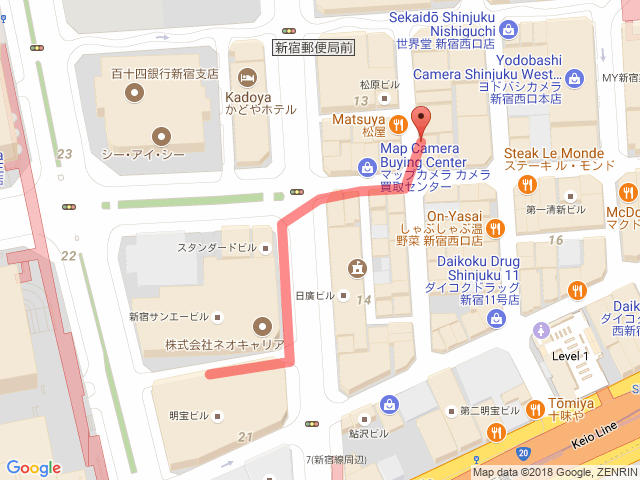 Sekaidō Shinjuku
Nishiguchi
世界堂 新宿西口店
新宿郵便局前
Yodobashi
Camera Shinjuku West...
ヨドバシカメラ
新宿西口本店
MY新宿
百十四銀行新宿支店
Kadoya
かどやホテル
松原ビル
Matsuya
松屋
シー・アイ・シー
23
Map Camera
Buying Center
マップカメラ カメラ
買取センター
Steak Le Monde
ステーキ ル・モンド
22
スタンダードビル
On-Yasai
しゃぶしゃぶ温
野菜 新宿西口店
第一清新ビル
McDo
マクド
16
Daikoku Drug
Shinjuku 11
ダイコクドラッグ
新宿11号店
日廣ビル
14
新宿サンエービル
株式会社ネオキャリア
Daik
ダイコ
西新宿
Level 1
明宝ビル
21
鮎沢ビル
7(新宿線周辺)
第二明宝ビル
Tōmiya
十味や
Keio Line
20
Google
Map data ©2018 Google, ZENRIN